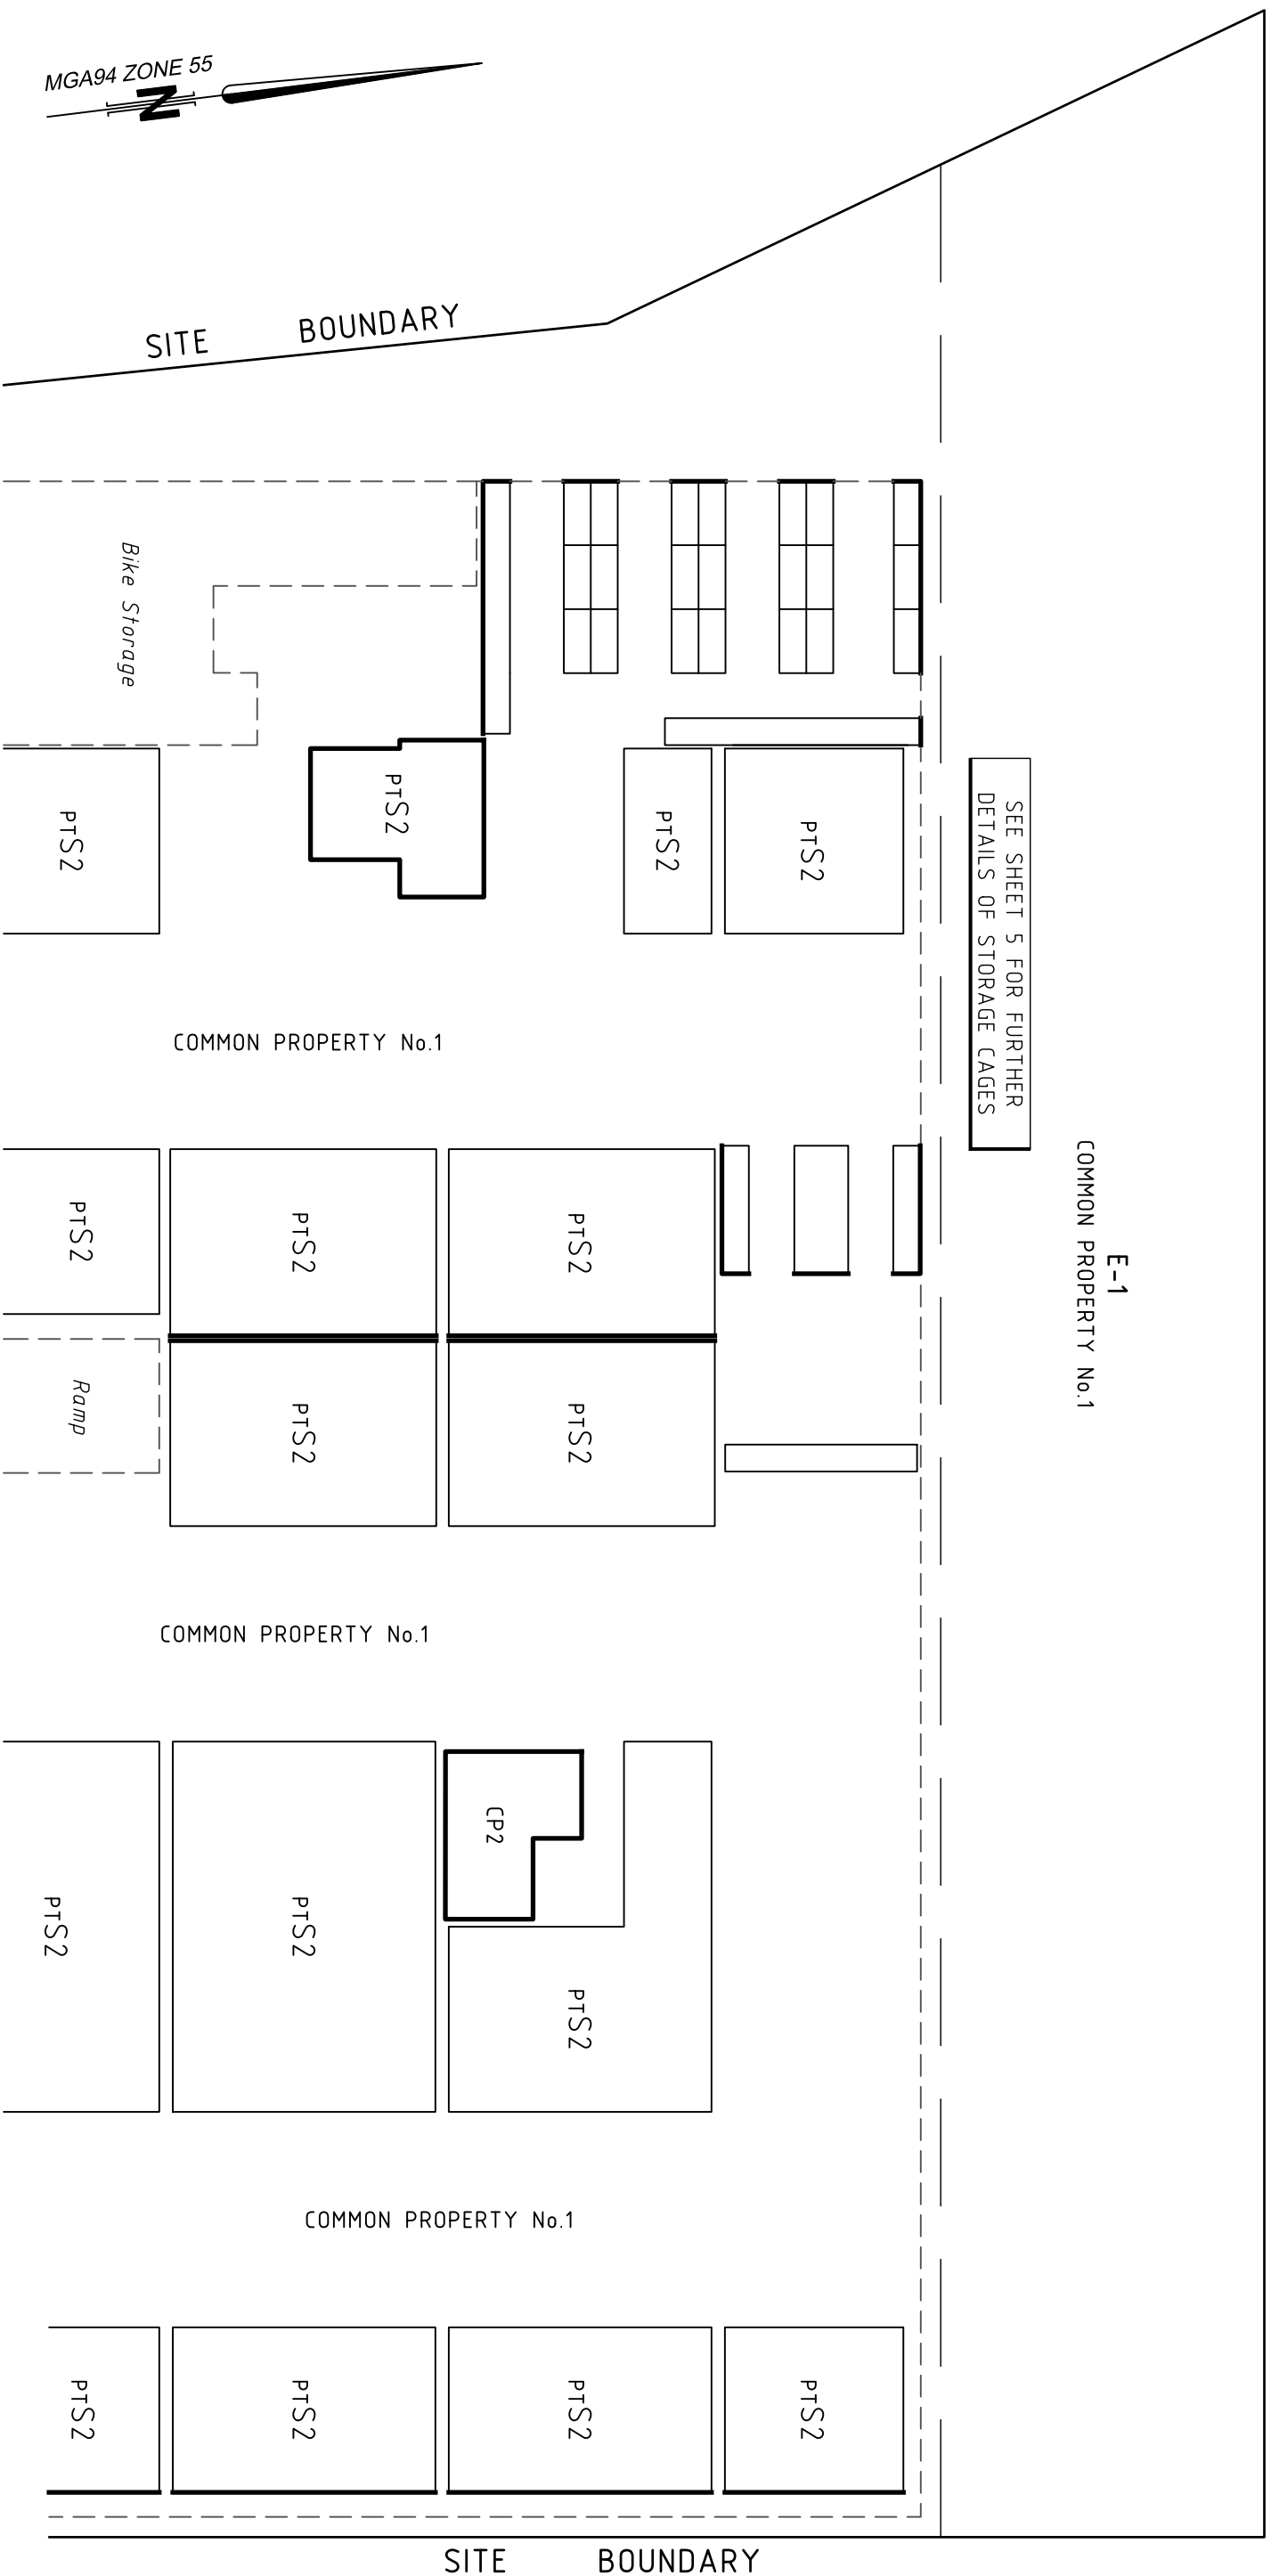 MGA94 ZONE 55
N
SITE BOUNDARY
Bike Storage
PtS2
PtS2
PtS2
PtS2
SEE SHEET 5 FOR FURTHER
DETAILS OF STORAGE CAGES
COMMON PROPERTY No.1
E-1
COMMON PROPERTY No.1
PtS2
PtS2
PtS2
Ramp
PtS2
PtS2
COMMON PROPERTY No.1
CP2
PtS2
PtS2
PtS2
COMMON PROPERTY No.1
PtS2
PtS2
PtS2
PtS2
SITE BOUNDARY